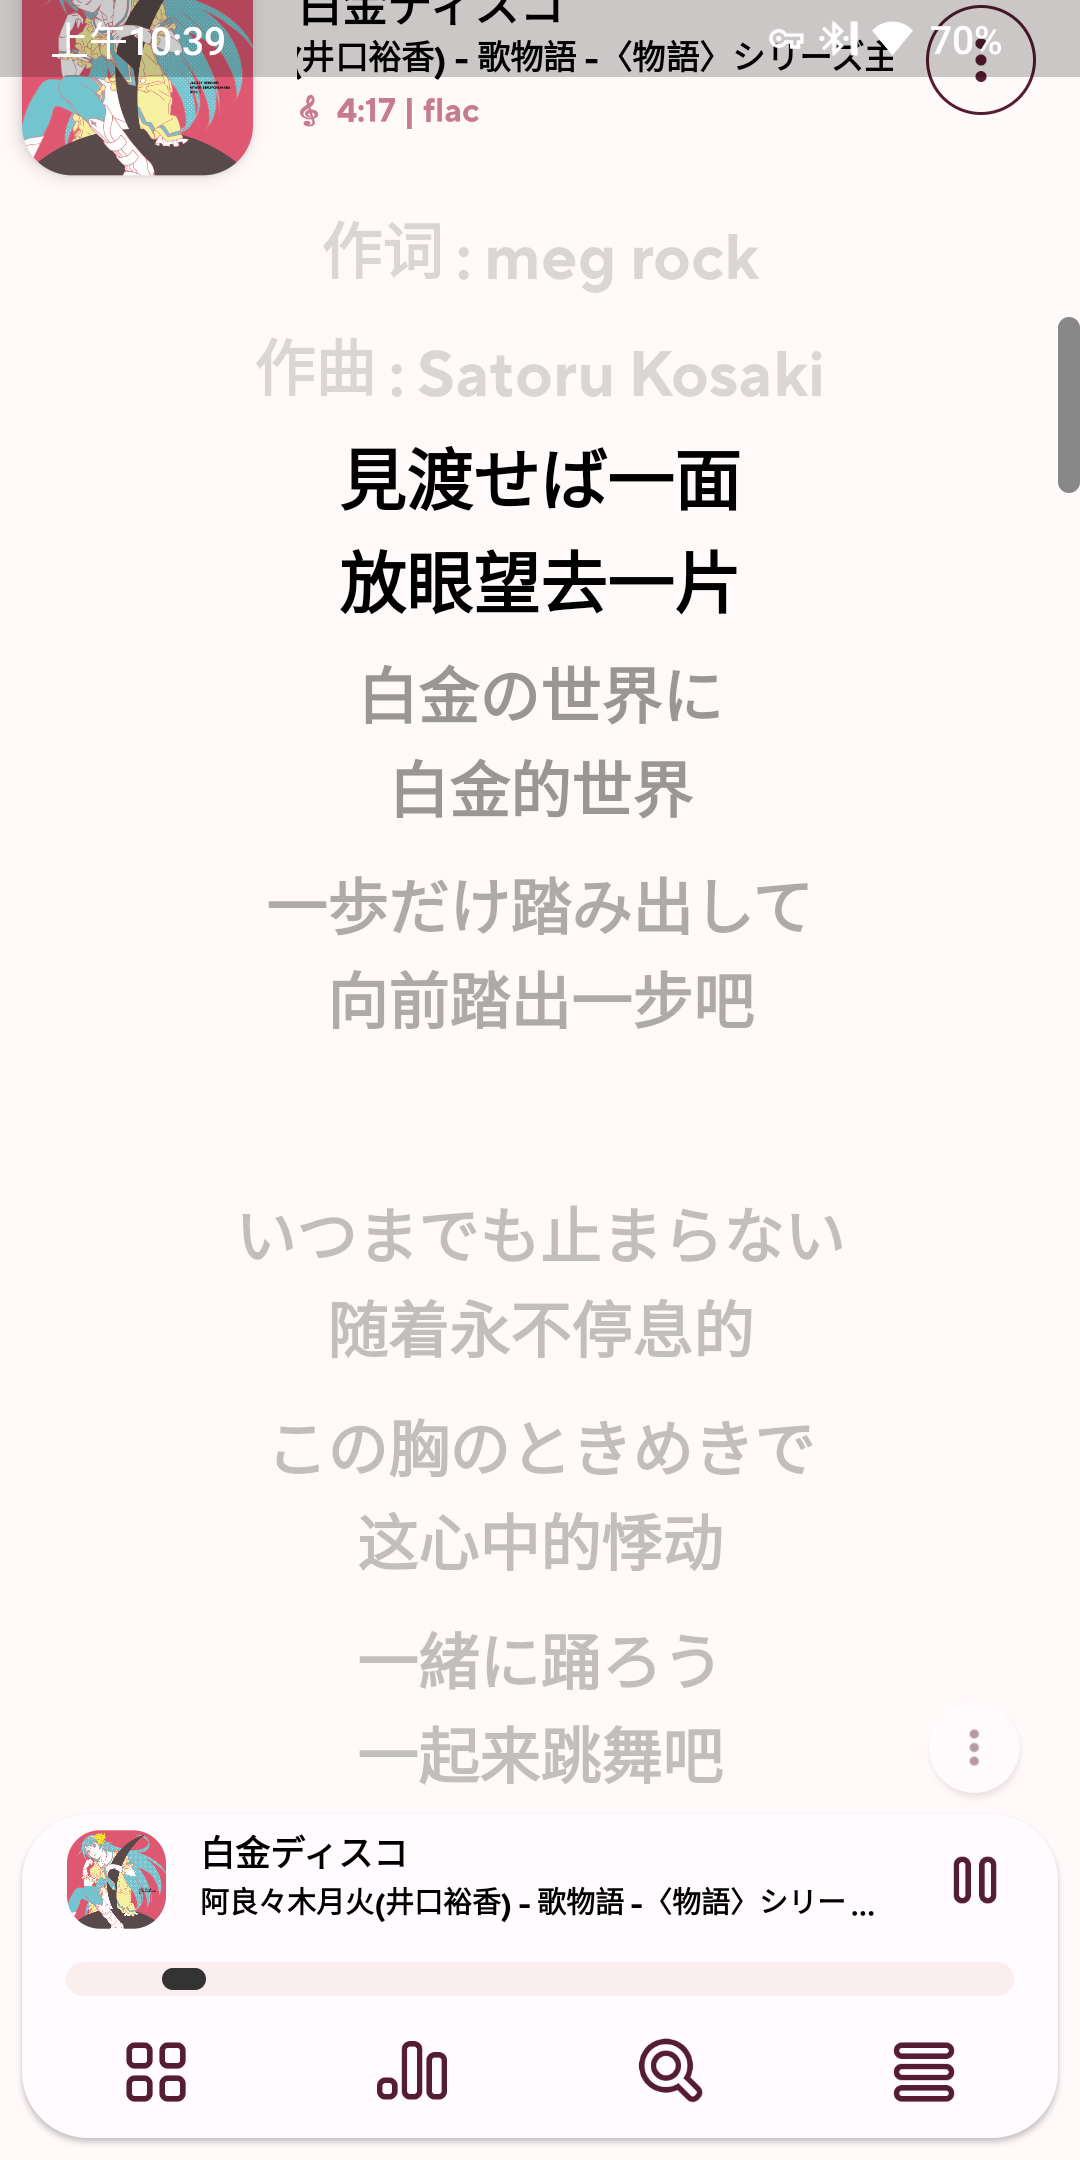 白金ディスコ
上午10:39
70%
(井口裕香) - 歌物語 -〈物語〉シリーズ主
4:17 | flac
作词 : meg rock
作曲 : Satoru Kosaki
見渡せば一面
放眼望去一片
白金の世界に
白金的世界
一歩だけ踏み出して
向前踏出一步吧
いつまでも止まらない
随着永不停息的
この胸のときめきで
这心中的悸动
一緒に踊ろう
一起来跳舞吧
白金ディスコ
阿良々木月火(井口裕香) - 歌物語 -〈物語〉シリー...